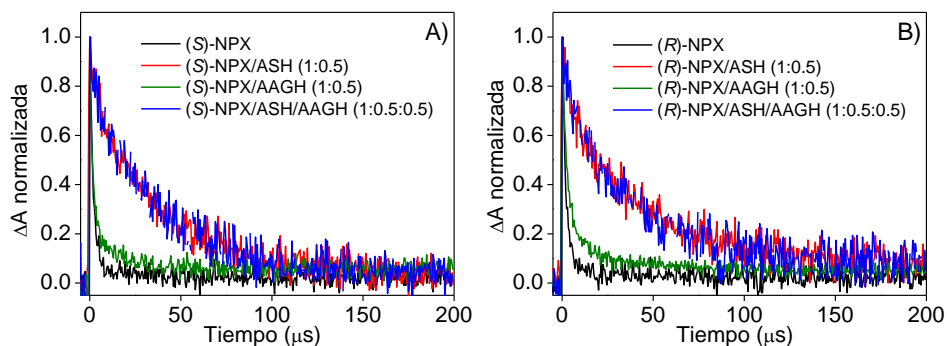 A)
(S)-NPX
(S)-NPX/ASH (1:0.5)
(S)-NPX/AAGH (1:0.5)
(S)-NPX/ASH/AAGH (1:0.5:0.5)
ΔA normalizada
1.0
0.8
0.6
0.4
0.2
0.0
0 50 100 150 200
Tiempo (μs)
B)
(R)-NPX
(R)-NPX/ASH (1:0.5)
(R)-NPX/AAGH (1:0.5)
(R)-NPX/ASH/AAGH (1:0.5:0.5)
ΔA normalizada
1.0
0.8
0.6
0.4
0.2
0.0
0 50 100 150 200
Tiempo (μs)